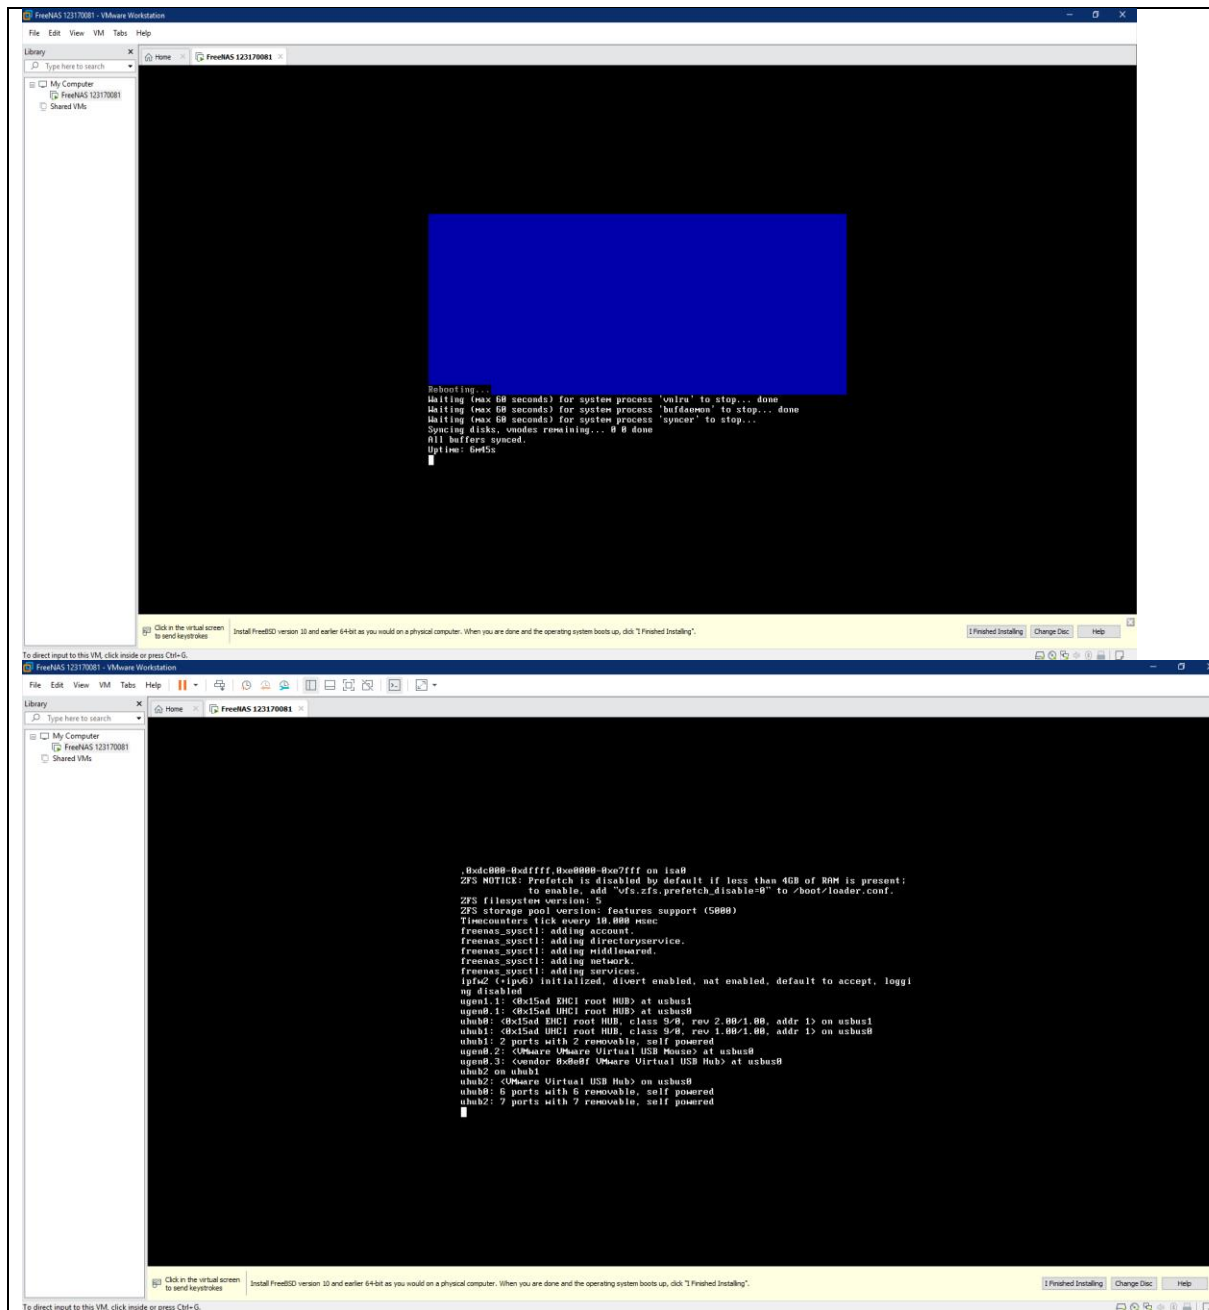 FreeNAS 123170081 - VMware Workstation
File Edit View VM Tabs Help
Library
Home
FreeNAS 123170081
Type here to search
My Computer
FreeNAS 123170081
Shared VMs
Rebooting...
Waiting (max 60 seconds) for system process 'vnlru' to stop... done
Waiting (max 60 seconds) for system process 'bufdaemon' to stop... done
Waiting (max 60 seconds) for system process 'syncer' to stop...
Syncing disks, vnodes remaining... 0 0 done
All buffers synced.
Uptime: 6m45s
Click in the virtual screen
to send keystrokes
Install FreeBSD version 10 and earlier 64-bit as you would on a physical computer. When you are done and the operating system boots up, click "I Finished Installing".
I Finished Installing
Change Disc
Help
To direct input to this VM, click inside or press Ctrl+G.
FreeNAS 123170081 - VMware Workstation
File Edit View VM Tabs Help
Library
Home
FreeNAS 123170081
Type here to search
My Computer
FreeNAS 123170081
Shared VMs
,0xdc000-0xdffff,0xe0000-0xe7fff on isa0
ZFS NOTICE: Prefetch is disabled by default if less than 4GB of RAM is present;
to enable, add "vfs.zfs.prefetch_disable=0" to /boot/loader.conf.
ZFS filesystem version: 5
ZFS storage pool version: features support (5000)
Timecounters tick every 10.000 msec
freenas_sysctl: adding account.
freenas_sysctl: adding directoryservice.
freenas_sysctl: adding middlewared.
freenas_sysctl: adding network.
freenas_sysctl: adding services.
ipfw2 (+ipv6) initialized, divert enabled, nat enabled, default to accept, loggi
ng disabled
ugen1.1: <0x15ad EHCI root HUB> at usbus1
ugen0.1: <0x15ad UHCI root HUB> at usbus0
uhub0: <0x15ad EHCI root HUB, class 9/0, rev 2.00/1.00, addr 1> on usbus1
uhub1: <0x15ad UHCI root HUB, class 9/0, rev 1.00/1.00, addr 1> on usbus0
uhub1: 2 ports with 2 removable, self powered
ugen0.2: <VMware VMware Virtual USB Mouse> at usbus0
ugen0.3: <vendor 0x0e0f VMware Virtual USB Hub> at usbus0
uhub2 on uhub1
uhub2: <VMware Virtual USB Hub> on usbus0
uhub0: 6 ports with 6 removable, self powered
uhub2: 7 ports with 7 removable, self powered
Click in the virtual screen
to send keystrokes
Install FreeBSD version 10 and earlier 64-bit as you would on a physical computer. When you are done and the operating system boots up, click "I Finished Installing".
I Finished Installing
Change Disc
Help
To direct input to this VM, click inside or press Ctrl+G.